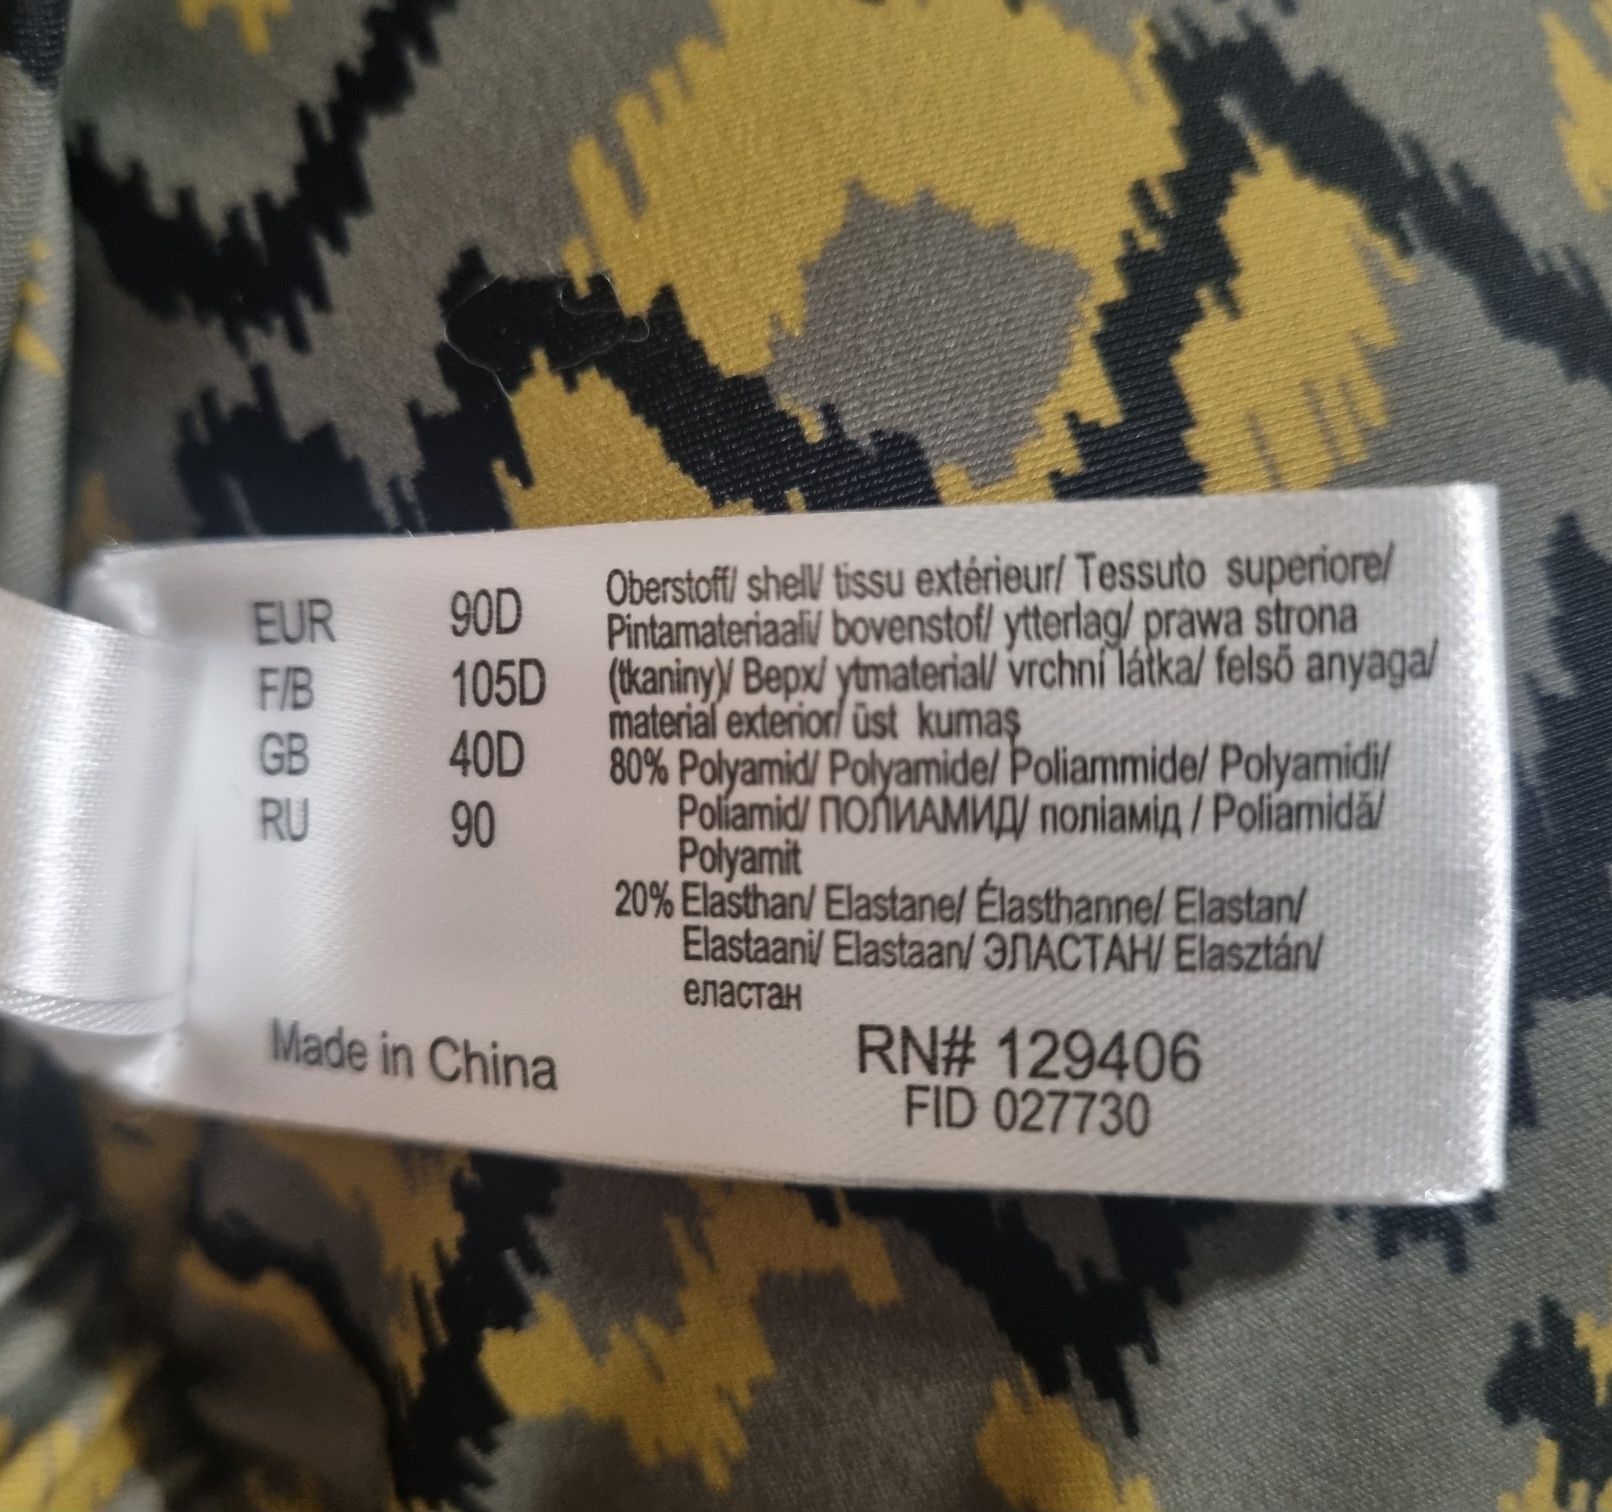 EUR 90D
F/B 105D
GB 40D
RU 90
Oberstoff/ shell/ tissu extérieur/ Tessuto superiore/
Pintamateriaali/ bovenstof/ ytterlag/ prawa strona
(tkaniny)/ Верх/ ytmaterial/ vrchní látka/ felsõ anyaga/
material exterior/ üst kumaş
80% Polyamid/ Polyamide/ Poliammide/ Polyamidi/
Poliamid/ ПОЛИАМИД/ поліамід / Poliamidă/
Polyamit
20% Elasthan/ Elastane/ Élasthanne/ Elastan/
Elastaani/ Elastaan/ ЭЛАСТАН/ Elasztán/
еластан
Made in China
RN# 129406
FID 027730